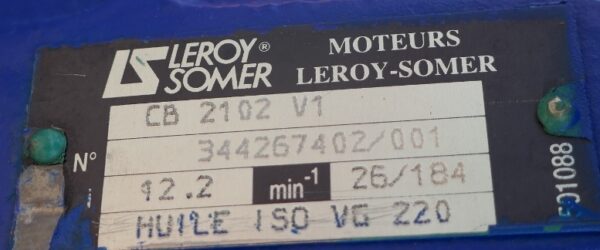 LEROY®
SOMER
MOTEURS
LEROY-SOMER
CB 2102 V1
N° 344267402/001
i 12.2 min-1 26/184
HUILE ISO VG 220